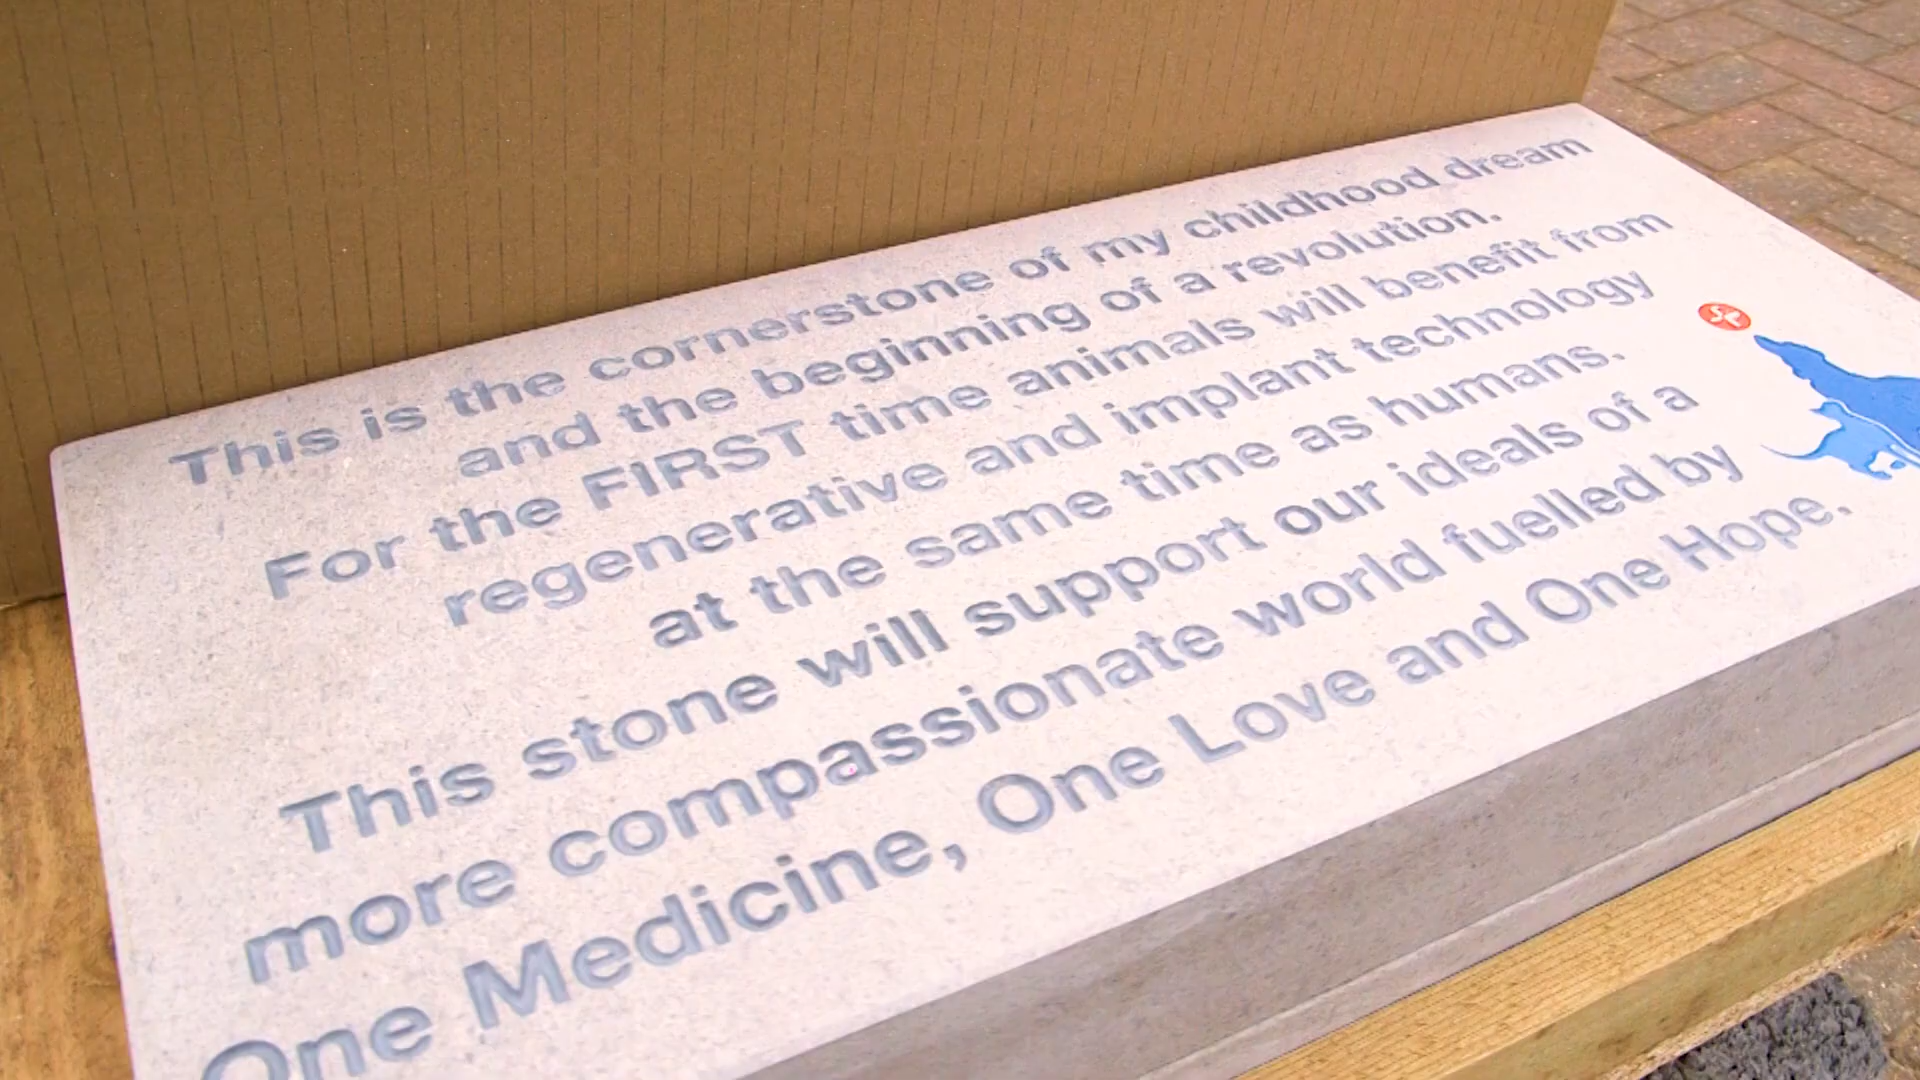 This is the cornerstone of my childhood dream
and the beginning of a revolution.
For the FIRST time animals will benefit from
regenerative and implant technology
at the same time as humans.
This stone will support our ideals of a
more compassionate world fuelled by
One Medicine, One Love and One Hope.